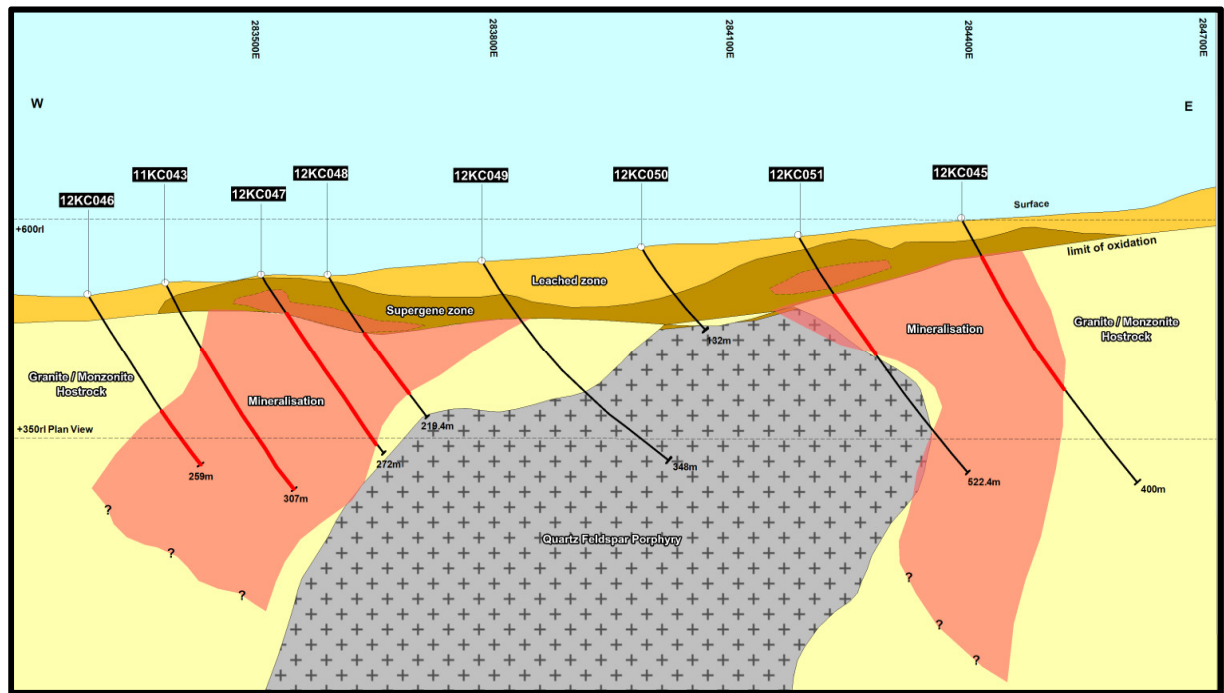 283500E
283800E
284100E
284400E
284700E
W
E
12KC046
11KC043
12KC047
12KC048
12KC049
12KC050
12KC051
12KC045
Surface
+600rl
limit of oxidation
Leached zone
Supergene zone
Granite / Monzonite
Hostrock
Mineralisation
Mineralisation
Granite / Monzonite
Hostrock
+350rl Plan View
132m
219.4m
272m
259m
307m
348m
522.4m
400m
Quartz Feldspar Porphyry
?
?
?
?
?
?